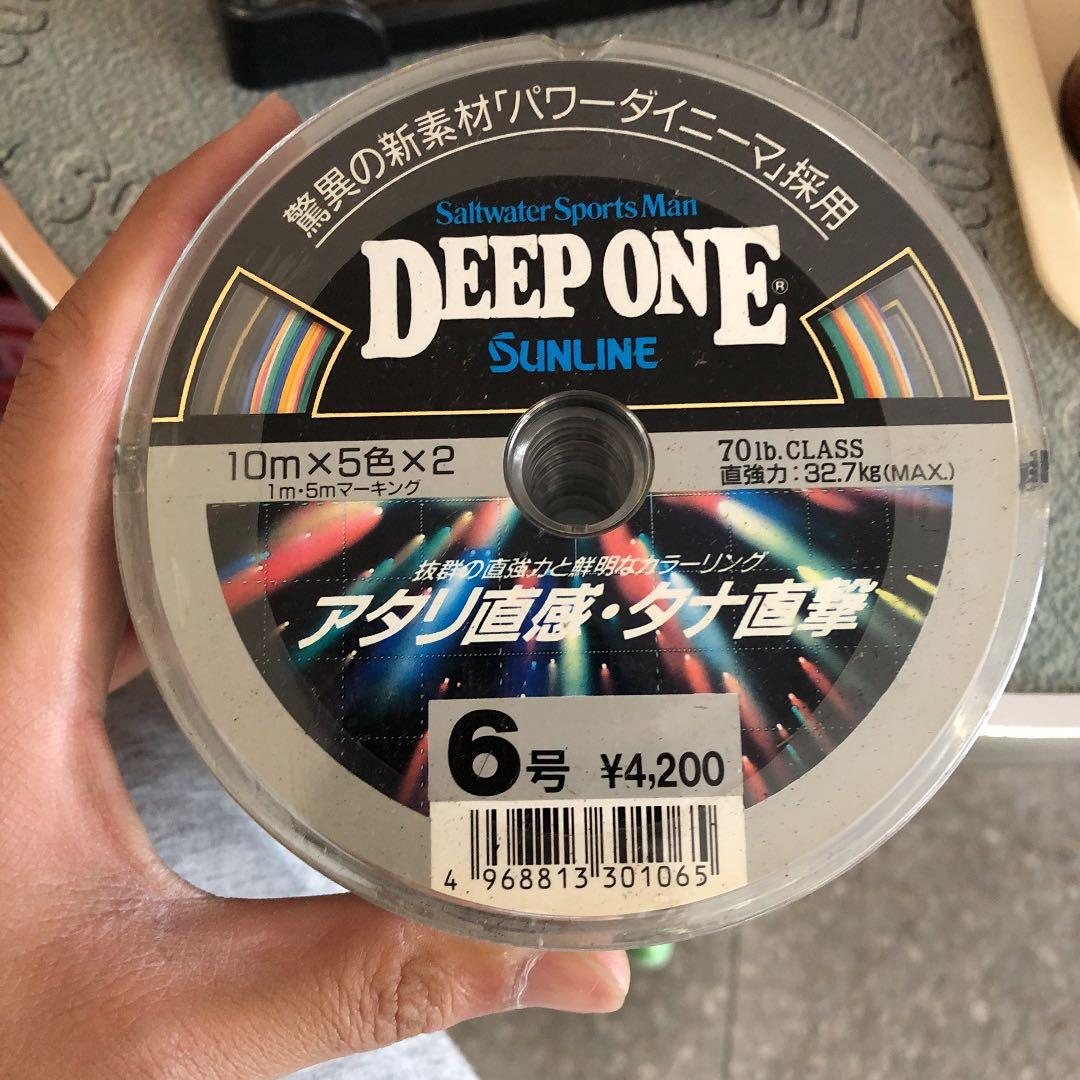 驚異の新素材「パワーダイニーマ」採用
Saltwater Sports Man
DEEP ONE®
SUNLINE
10m×5色×2
1m・5mマーキング
70lb.CLASS
直強力：32.7kg(MAX.)
抜群の直強力と鮮明なカラーリング
アタリ直感・タナ直撃
6号 ¥4,200
4 968813 301065